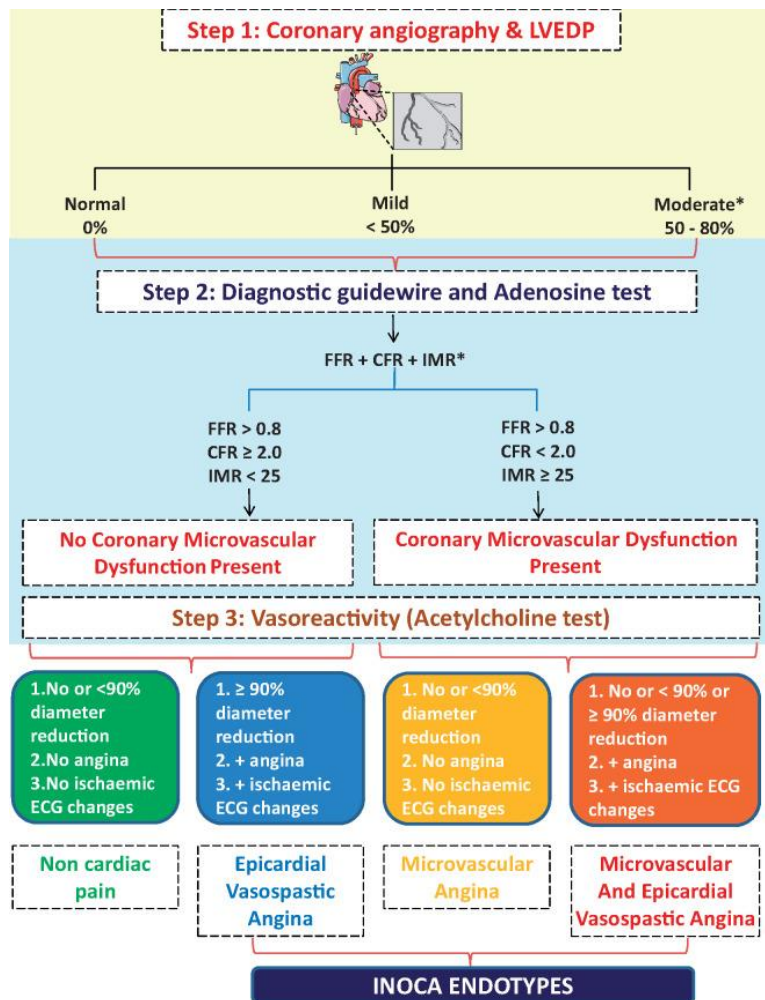 Step 1: Coronary angiography & LVEDP
Normal
0%
Mild
< 50%
Moderate*
50 - 80%
Step 2: Diagnostic guidewire and Adenosine test
FFR + CFR + IMR*
FFR > 0.8
CFR ≥ 2.0
IMR < 25
FFR > 0.8
CFR < 2.0
IMR ≥ 25
No Coronary Microvascular
Dysfunction Present
Coronary Microvascular Dysfunction
Present
Step 3: Vasoreactivity (Acetylcholine test)
1.No or <90%
diameter
reduction
2.No angina
3.No ischaemic
ECG changes
1. ≥ 90%
diameter
reduction
2. + angina
3. + ischaemic
ECG changes
1. No or <90%
diameter
reduction
2. No angina
3. No ischaemic
ECG changes
1. No or < 90% or
≥ 90% diameter
reduction
2. + angina
3. + ischaemic ECG
changes
Non cardiac
pain
Epicardial
Vasospastic
Angina
Microvascular
Angina
Microvascular
And Epicardial
Vasospastic Angina
INOCA ENDOTYPES